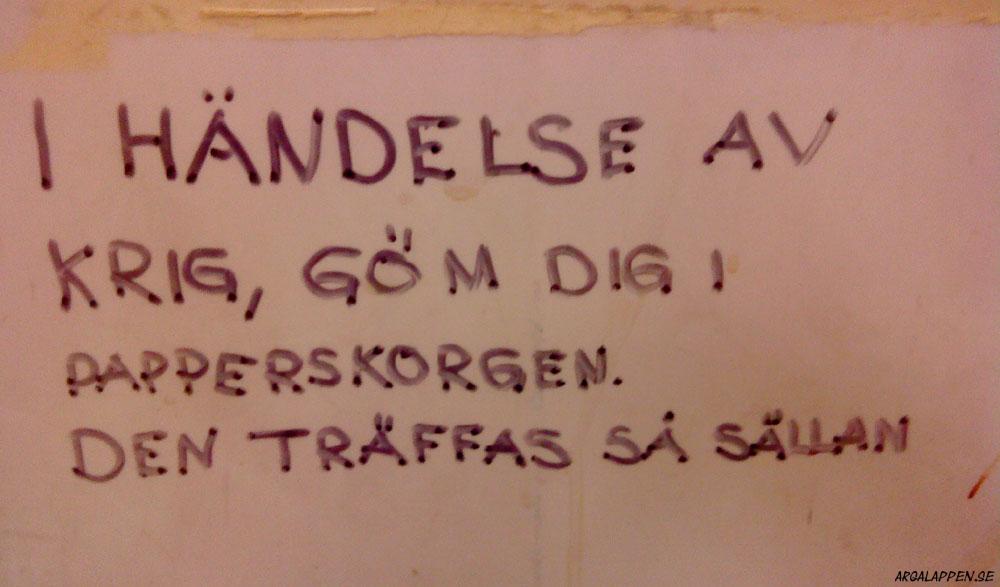 I HÄNDELSE AV
KRIG, GÖM DIG I
PAPPERSKORGEN.
DEN TRÄFFAS SÅ SÄLLAN
ARGALAPPEN.SE